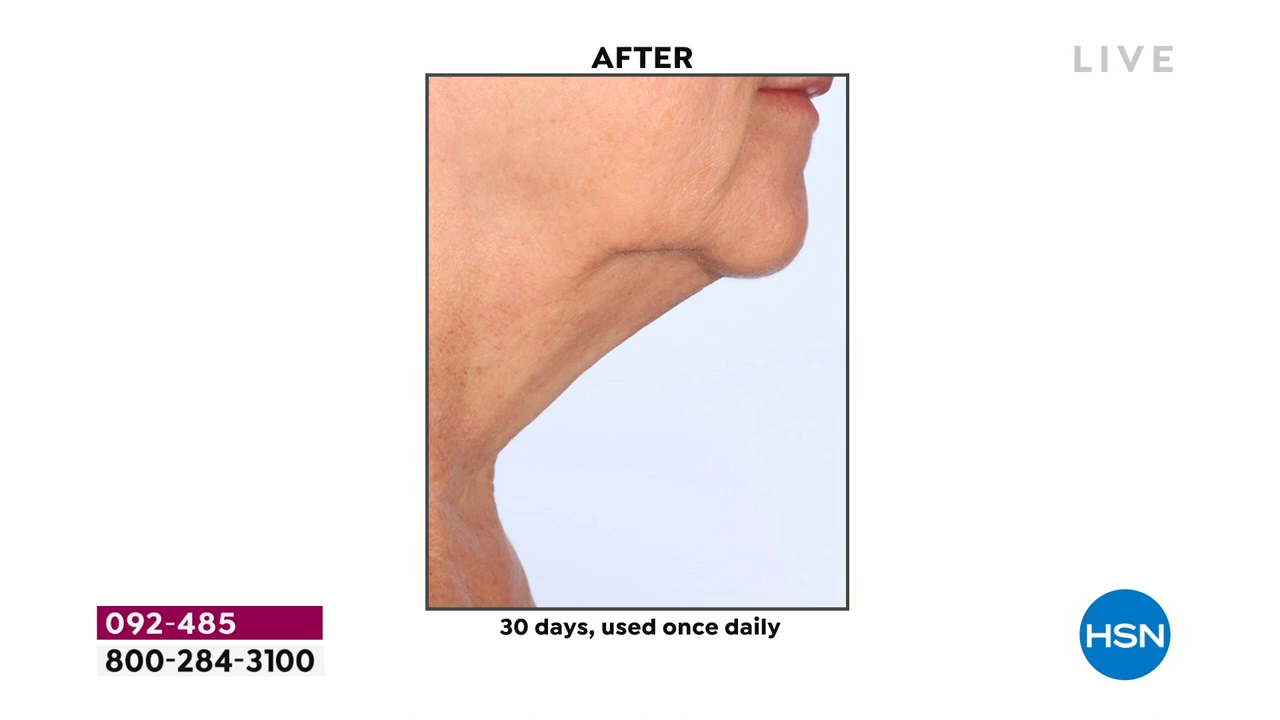 AFTER
LIVE
30 days, used once daily
092-485
800-284-3100
HSN